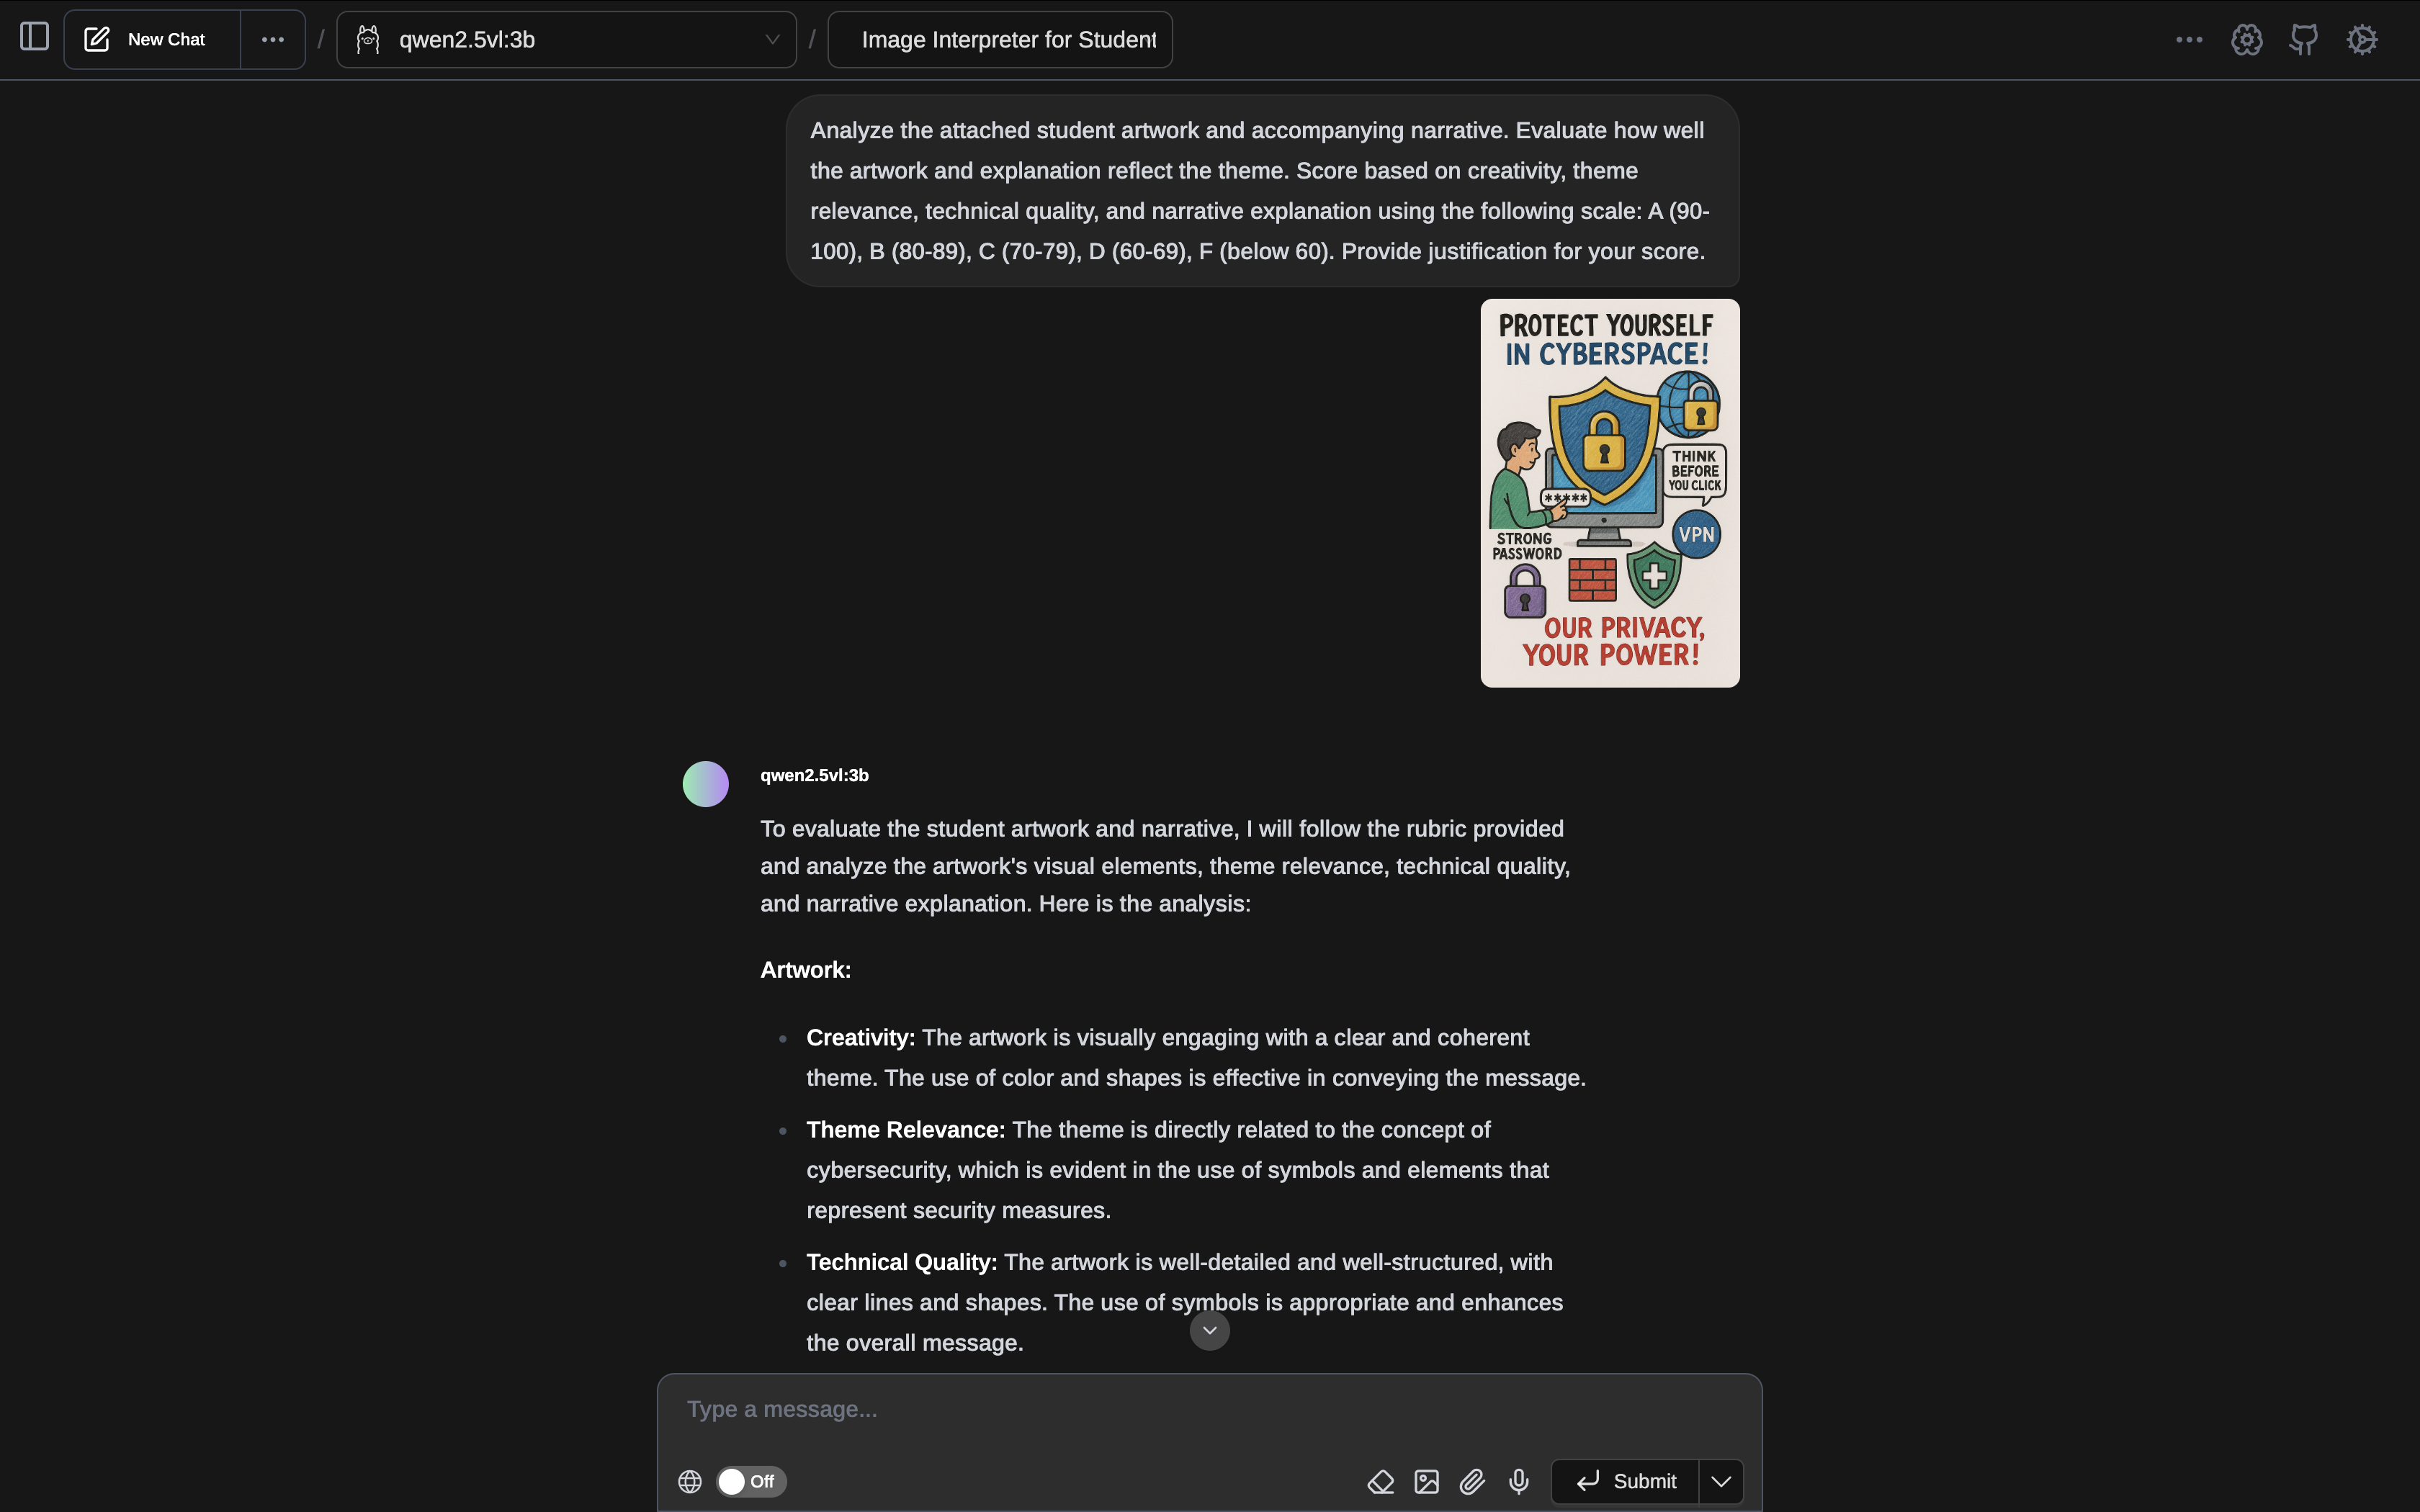 New Chat
qwen2.5vl:3b
Image Interpreter for Student
Analyze the attached student artwork and accompanying narrative. Evaluate how well
the artwork and explanation reflect the theme. Score based on creativity, theme
relevance, technical quality, and narrative explanation using the following scale: A (90-
100), B (80-89), C (70-79), D (60-69), F (below 60). Provide justification for your score.
PROTECT YOURSELF
IN CYBERSPACE!
THINK
BEFORE
YOU CLICK
*****
VPN
STRONG
PASSWORD
OUR PRIVACY,
YOUR POWER!
qwen2.5vl:3b
To evaluate the student artwork and narrative, I will follow the rubric provided
and analyze the artwork's visual elements, theme relevance, technical quality,
and narrative explanation. Here is the analysis:
Artwork:
Creativity: The artwork is visually engaging with a clear and coherent
theme. The use of color and shapes is effective in conveying the message.
Theme Relevance: The theme is directly related to the concept of
cybersecurity, which is evident in the use of symbols and elements that
represent security measures.
Technical Quality: The artwork is well-detailed and well-structured, with
clear lines and shapes. The use of symbols is appropriate and enhances
the overall message.
Type a message...
Off
Submit